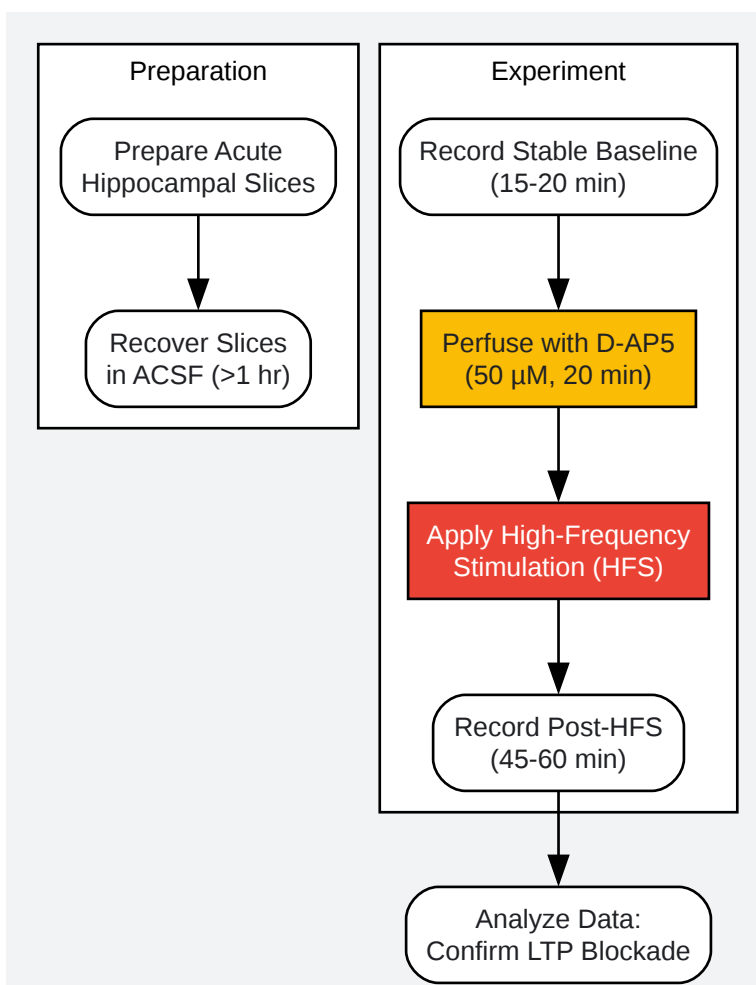 Preparation
Prepare Acute
Hippocampal Slices
Recover Slices
in ACSF (>1 hr)
Experiment
Record Stable Baseline
(15-20 min)
Perfuse with D-AP5
(50 µM, 20 min)
Apply High-Frequency
Stimulation (HFS)
Record Post-HFS
(45-60 min)
Analyze Data:
Confirm LTP Blockade